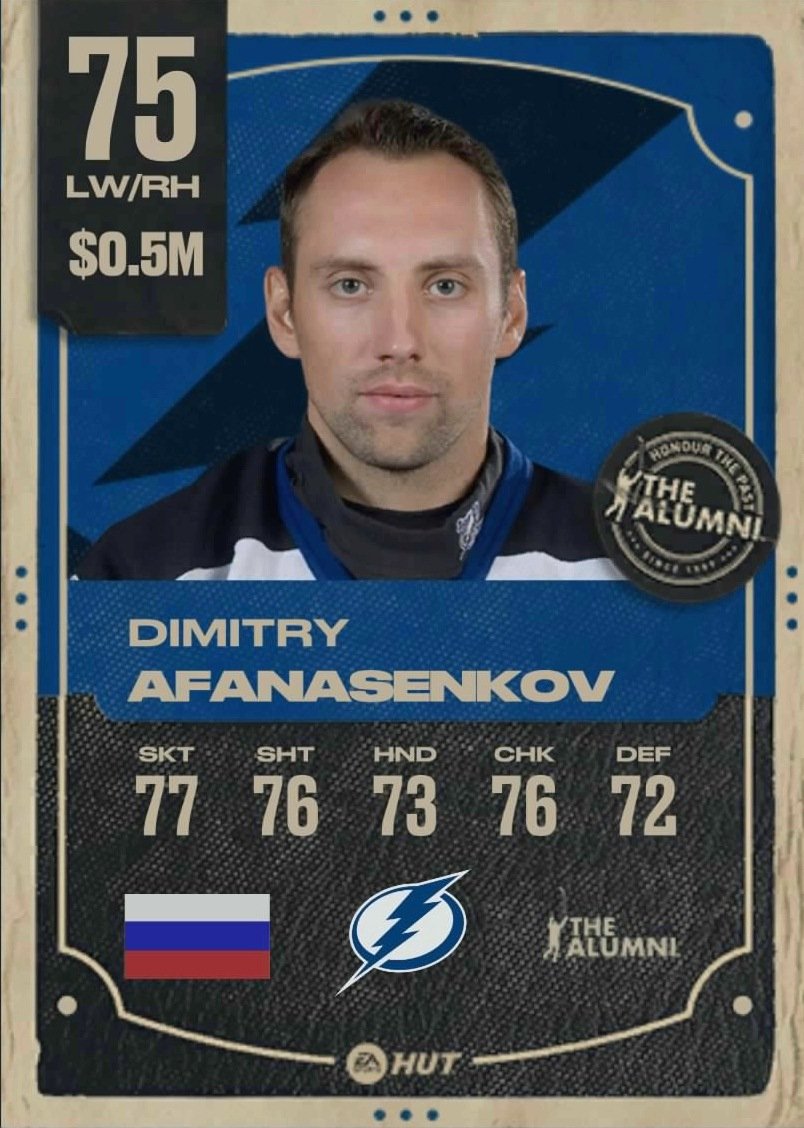 75
LW/RH
$0.5M
HONOUR THE PAST
THE
ALUMNI
DIMITRY
AFANASENKOV
SKT SHT HND CHK DEF
77 76 73 76 72
THE
ALUMNI
EA HUT